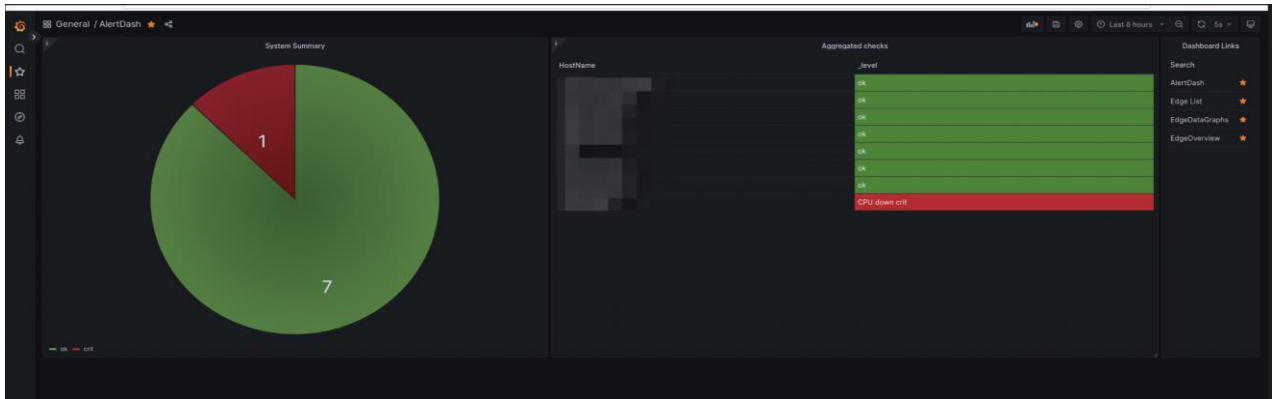 General / AlertDash
Last 6 hours
5s
System Summary
1
7
ok
crit
Aggregated checks
HostName
_level
ok
ok
ok
ok
ok
ok
ok
CPU down crit
Dashboard Links
Search
AlertDash
Edge List
EdgeDataGraphs
EdgeOverview